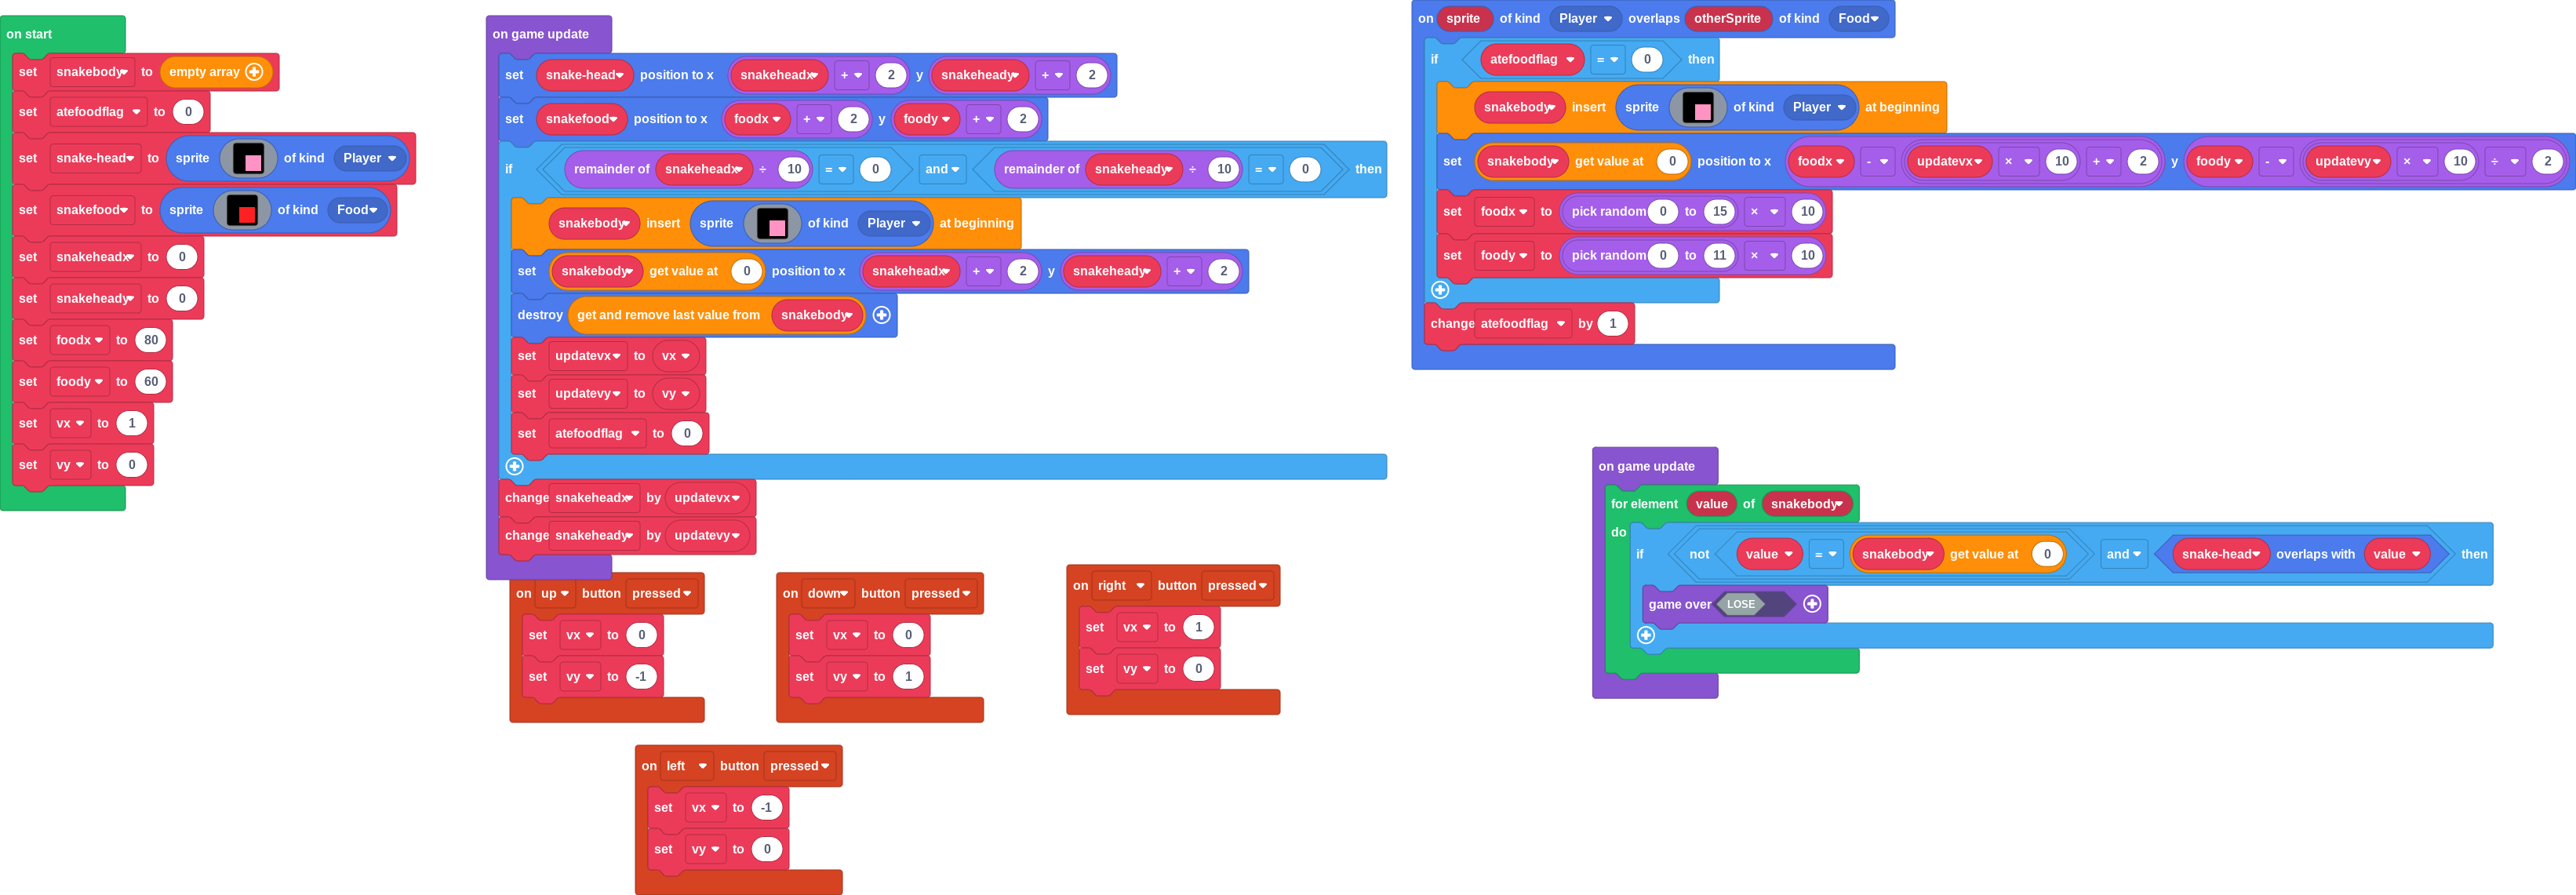 on start
set snakebody to empty array
set atefoodflag to 0
set snake-head to sprite of kind Player
set snakefood to sprite of kind Food
set snakeheadx to 0
set snakeheady to 0
set foodx to 80
set foody to 60
set vx to 1
set vy to 0
on game update
set snake-head position to x snakeheadx + 2 y snakeheady + 2
set snakefood position to x foodx + 2 y foody + 2
if remainder of snakeheadx ÷ 10 = 0 and remainder of snakeheady ÷ 10 = 0 then
snakebody insert sprite of kind Player at beginning
set snakebody get value at 0 position to x snakeheadx + 2 y snakeheady + 2
destroy get and remove last value from snakebody
set updatevx to vx
set updatevy to vy
set atefoodflag to 0
change snakeheadx by updatevx
change snakeheady by updatevy
on up button pressed
set vx to 0
set vy to -1
on down button pressed
set vx to 0
set vy to 1
on right button pressed
set vx to 1
set vy to 0
on left button pressed
set vx to -1
set vy to 0
on sprite of kind Player overlaps otherSprite of kind Food
if atefoodflag = 0 then
snakebody insert sprite of kind Player at beginning
set snakebody get value at 0 position to x foodx - updatevx × 10 + 2 y foody - updatevy × 10 ÷ 2
set foodx to pick random 0 to 15 × 10
set foody to pick random 0 to 11 × 10
change atefoodflag by 1
on game update
for element value of snakebody
do
if not value = snakebody get value at 0 and snake-head overlaps with value then
game over LOSE